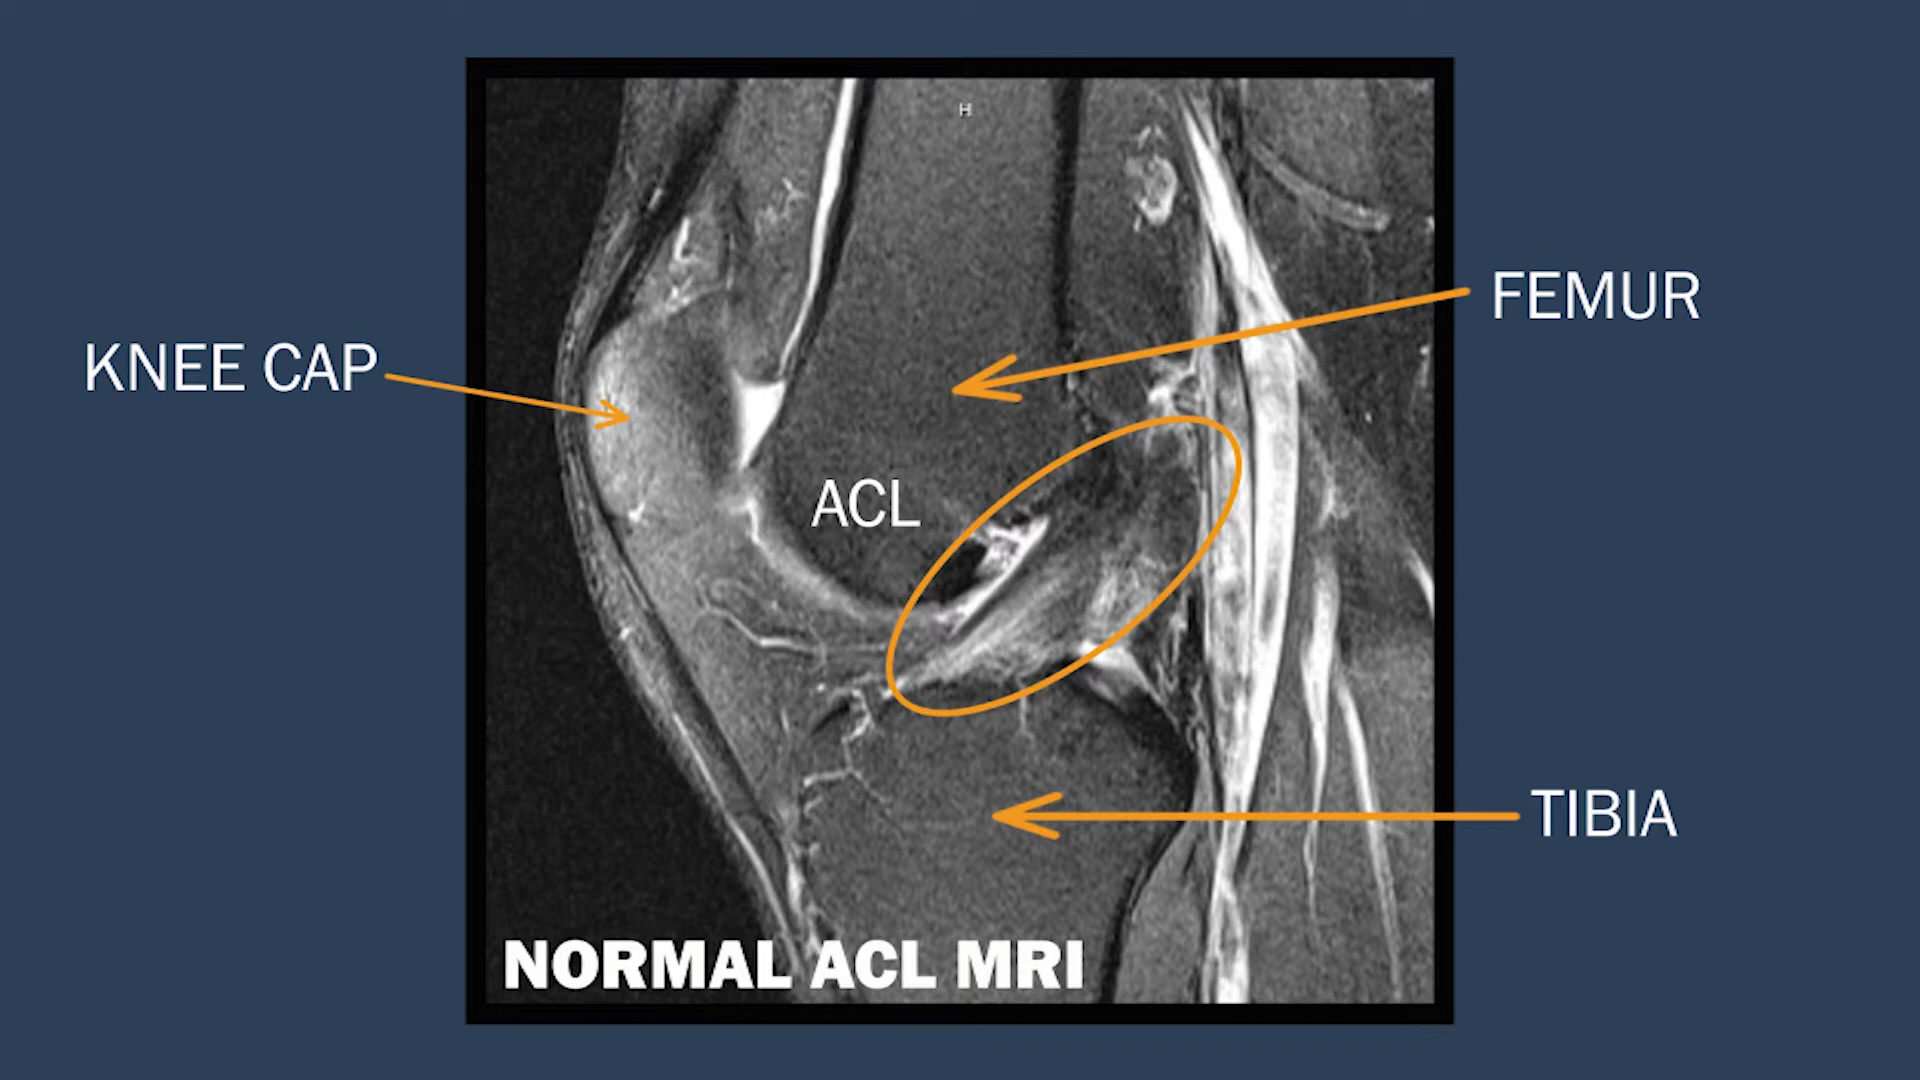 H
FEMUR
KNEE CAP
ACL
TIBIA
NORMAL ACL MRI